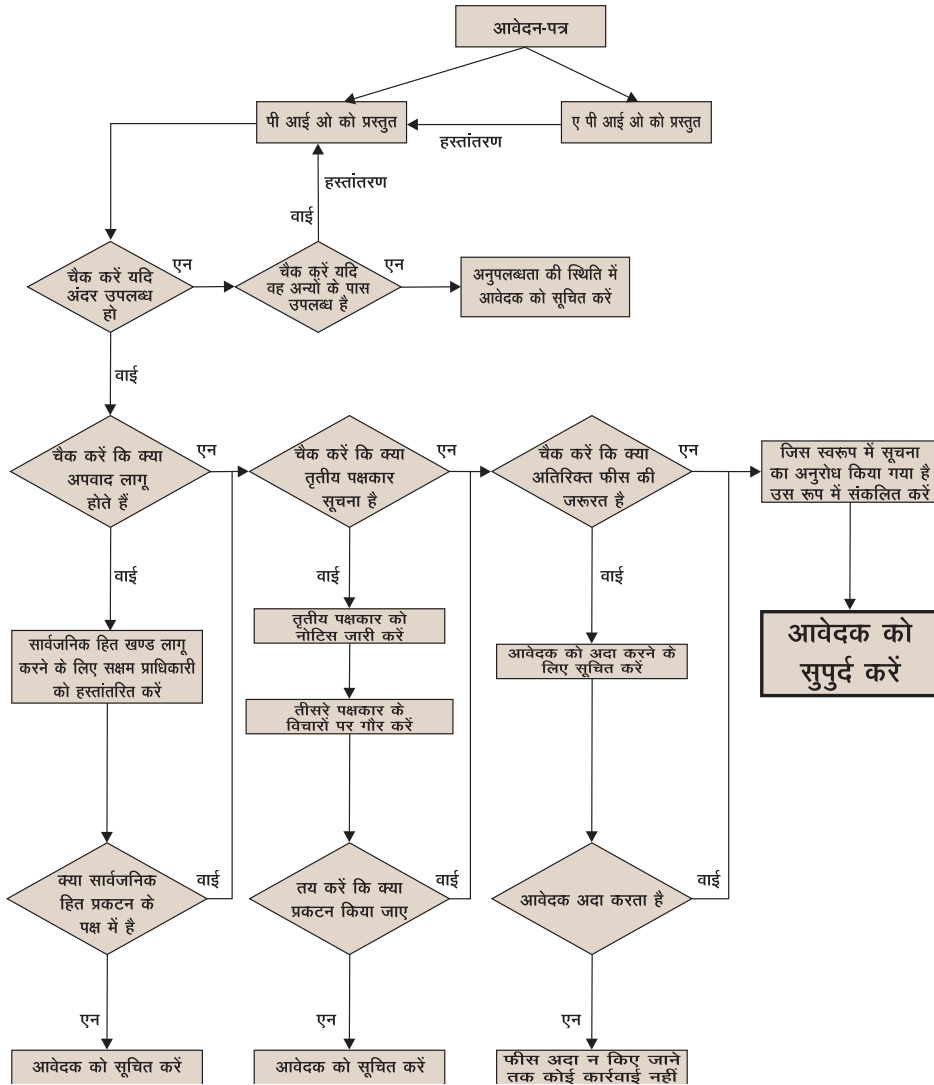 आवेदन-पत्र
पी आई ओ को प्रस्तुत
ए पी आई ओ को प्रस्तुत
हस्तांतरण
हस्तांतरण
वाई
चैक करें यदि
अंदर उपलब्ध
हो
एन
चैक करें यदि
वह अन्यों के पास
उपलब्ध है
एन
अनुपलब्धता की स्थिति में
आवेदक को सूचित करें
वाई
चैक करें कि क्या
अपवाद लागू
होते हैं
एन
चैक करें कि क्या
तृतीय पक्षकार
सूचना है
एन
चैक करें कि क्या
अतिरिक्त फीस की
जरूरत है
एन
जिस स्वरूप में सूचना
का अनुरोध किया गया है
उस रूप में संकलित करें
वाई
वाई
वाई
सार्वजनिक हित खण्ड लागू
करने के लिए सक्षम प्राधिकारी
को हस्तांतरित करें
तृतीय पक्षकार को
नोटिस जारी करें
आवेदक को अदा करने के
लिए सूचित करें
आवेदक को
सुपुर्द करें
तीसरे पक्षकार के
विचारों पर गौर करें
क्या सार्वजनिक
हित प्रकटन के
पक्ष में है
वाई
तय करें कि क्या
प्रकटन किया जाए
वाई
आवेदक अदा करता है
वाई
एन
एन
एन
आवेदक को सूचित करें
आवेदक को सूचित करें
फीस अदा न किए जाने
तक कोई कार्रवाई नहीं